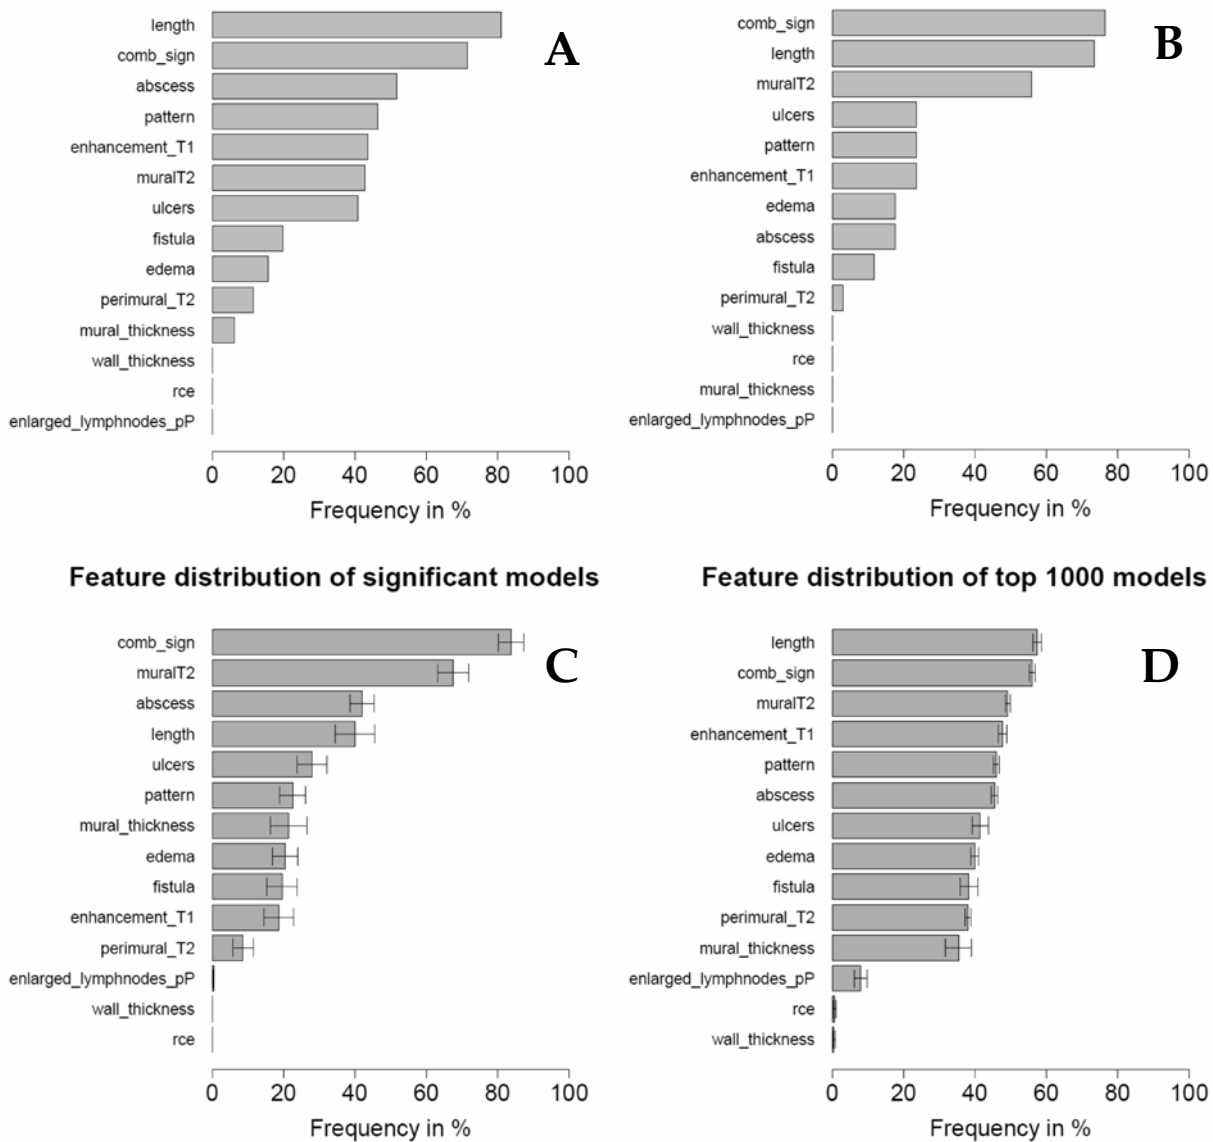 A
length
comb_sign
abscess
pattern
enhancement_T1
muralT2
ulcers
fistula
edema
perimural_T2
mural_thickness
wall_thickness
rce
enlarged_lymphnodes_pP
0 20 40 60 80 100
Frequency in %
B
comb_sign
length
muralT2
ulcers
pattern
enhancement_T1
edema
abscess
fistula
perimural_T2
wall_thickness
rce
mural_thickness
enlarged_lymphnodes_pP
0 20 40 60 80 100
Frequency in %
Feature distribution of significant models
C
comb_sign
muralT2
abscess
length
ulcers
pattern
mural_thickness
edema
fistula
enhancement_T1
perimural_T2
enlarged_lymphnodes_pP
wall_thickness
rce
0 20 40 60 80 100
Frequency in %
Feature distribution of top 1000 models
D
length
comb_sign
muralT2
enhancement_T1
pattern
abscess
ulcers
edema
fistula
perimural_T2
mural_thickness
enlarged_lymphnodes_pP
rce
wall_thickness
0 20 40 60 80 100
Frequency in %